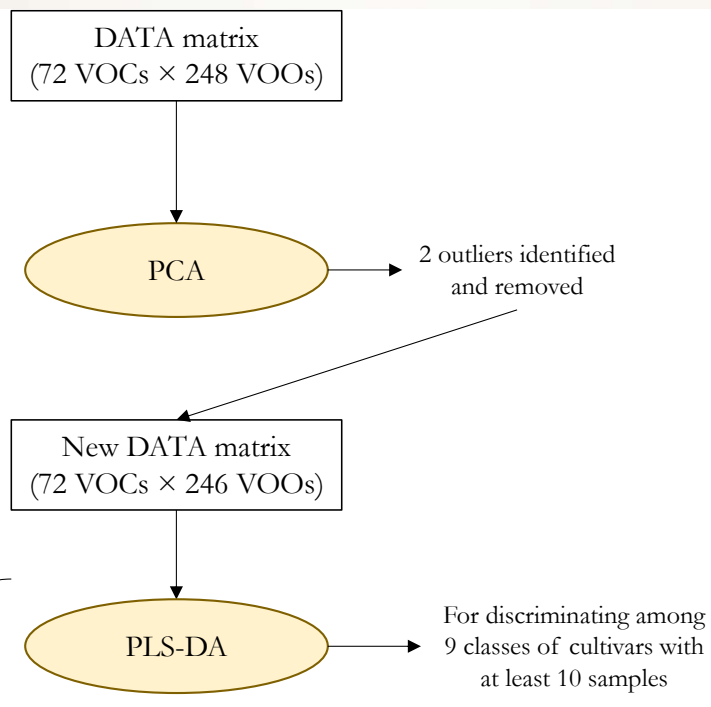 DATA matrix
(72 VOCs × 248 VOOs)
PCA
2 outliers identified
and removed
New DATA matrix
(72 VOCs × 246 VOOs)
PLS-DA
For discriminating among
9 classes of cultivars with
at least 10 samples